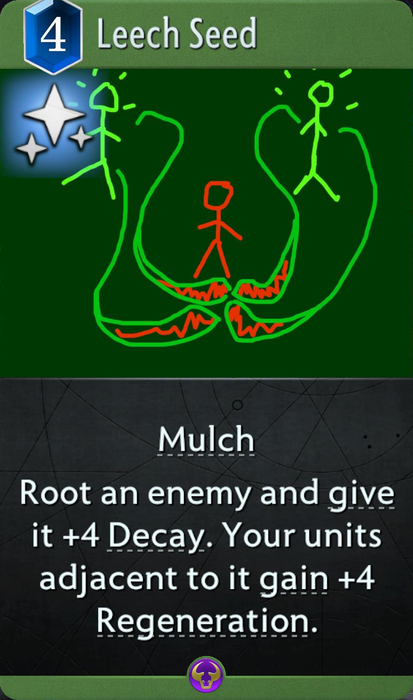 4 Leech Seed
Mulch
Root an enemy and give
it +4 Decay. Your units
adjacent to it gain +4
Regeneration.